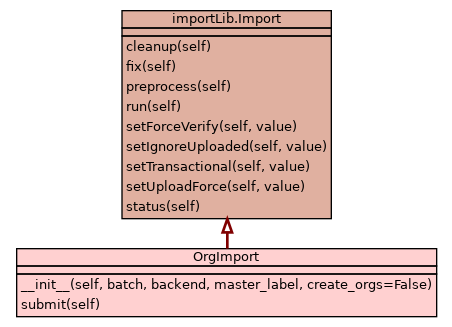 importLib.Import
cleanup(self)
fix(self)
preprocess(self)
run(self)
setForceVerify(self, value)
setIgnoreUploaded(self, value)
setTransactional(self, value)
setUploadForce(self, value)
status(self)
OrgImport
__init__(self, batch, backend, master_label, create_orgs=False)
submit(self)